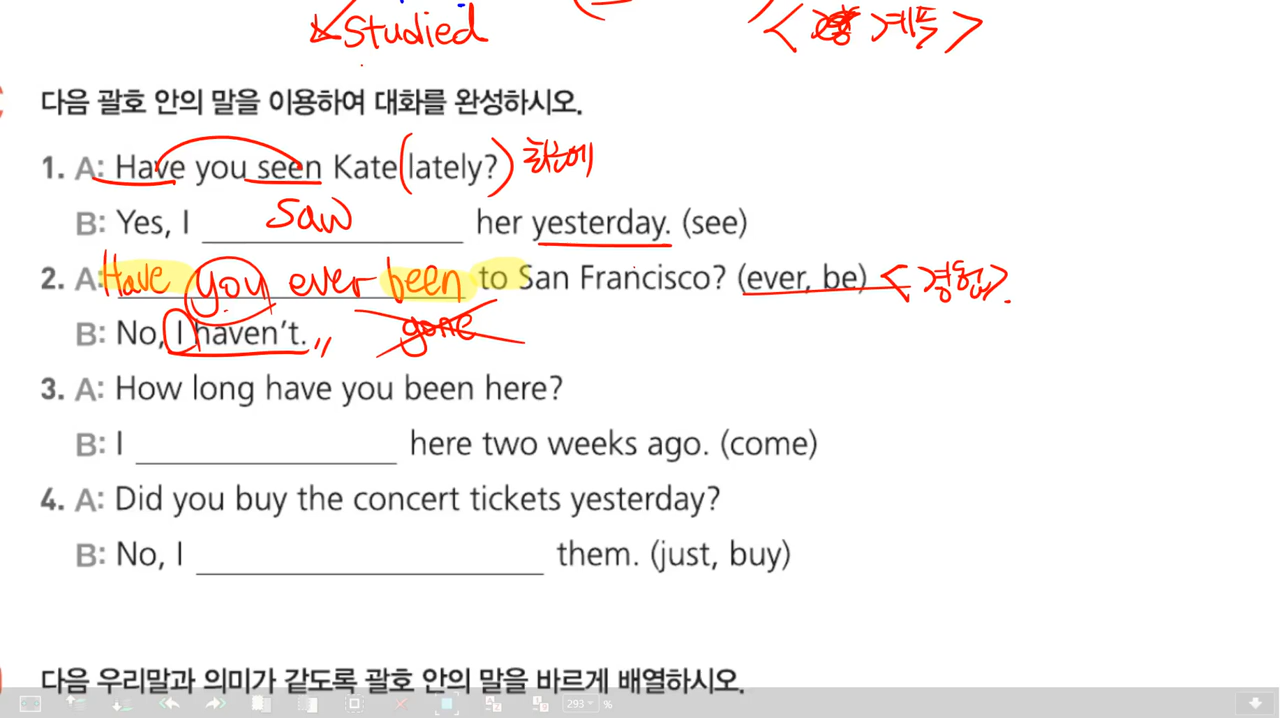 studied <계속>
다음 괄호 안의 말을 이용하여 대화를 완성하시오.
1. A: Have you seen Kate (lately?) 최근에
B: Yes, I saw her yesterday. (see)
2. A: Have you ever been to San Francisco? (ever, be) <경험>.
B: No, I haven't. gone
3. A: How long have you been here?
B: I ____ here two weeks ago. (come)
4. A: Did you buy the concert tickets yesterday?
B: No, I ____ them. (just, buy)
다음 우리말과 의미가 같도록 괄호 안의 말을 바르게 배열하시오.
293 %